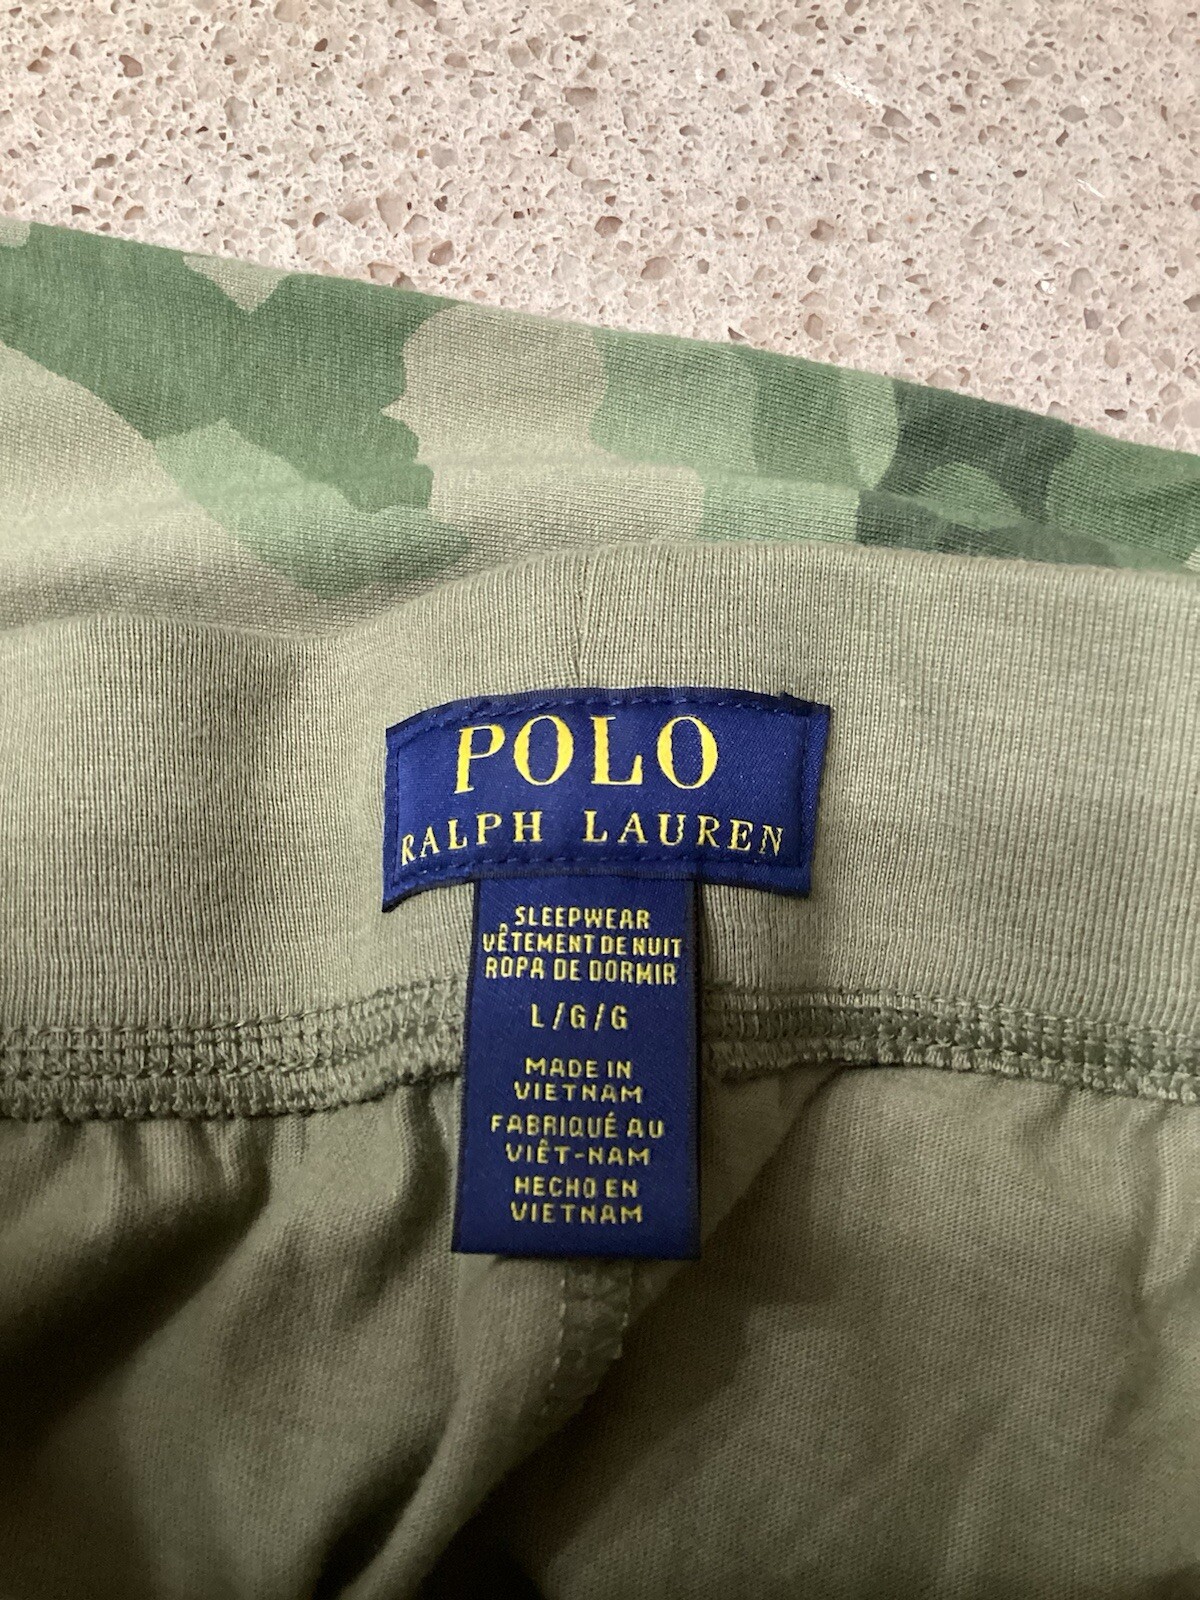 POLO
RALPH LAUREN
SLEEPWEAR
VÊTEMENT DE NUIT
ROPA DE DORMIR
L/G/G
MADE IN
VIETNAM
FABRIQUÉ AU
VIÊT-NAM
HECHO EN
VIETNAM